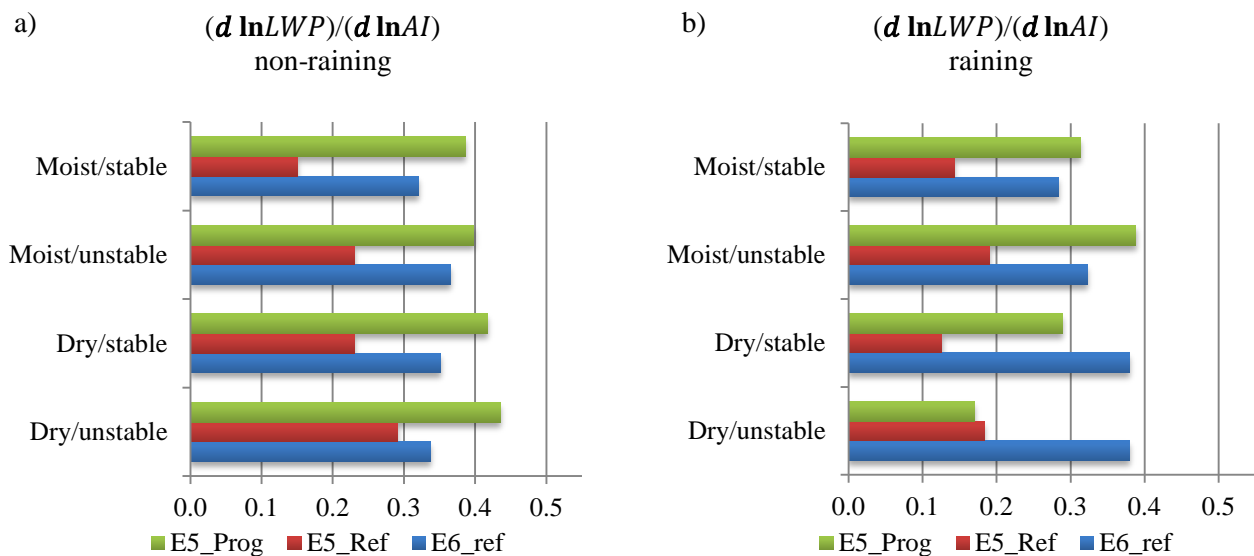 a)
(d lnLWP)/(d lnAI)
non-raining
Moist/stable
Moist/unstable
Dry/stable
Dry/unstable
0.0 0.1 0.2 0.3 0.4 0.5
E5_Prog E5_Ref E6_ref
b)
(d lnLWP)/(d lnAI)
raining
Moist/stable
Moist/unstable
Dry/stable
Dry/unstable
0.0 0.1 0.2 0.3 0.4 0.5
E5_Prog E5_Ref E6_ref